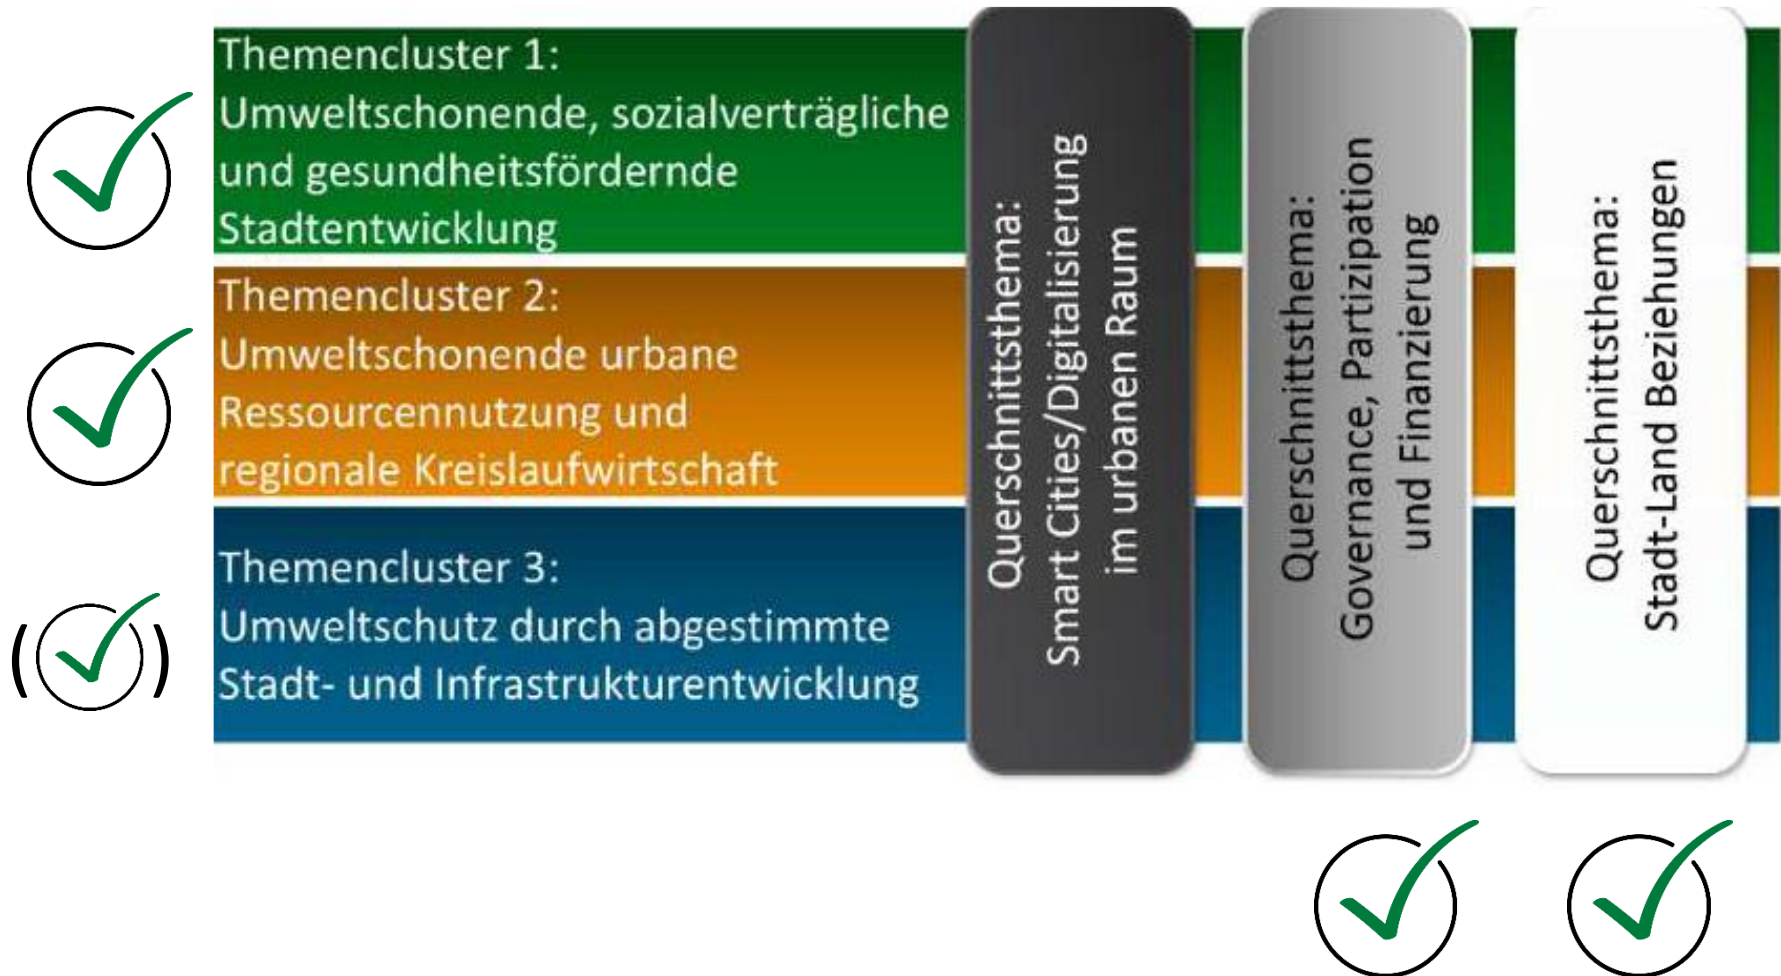 Themencluster 1:
Umweltschonende, sozialverträgliche
und gesundheitsfördernde
Stadtentwicklung
Themencluster 2:
Umweltschonende urbane
Ressourcennutzung und
regionale Kreislaufwirtschaft
Themencluster 3:
Umweltschutz durch abgestimmte
Stadt- und Infrastrukturentwicklung
Querschnittsthema:
Smart Cities/Digitalisierung
im urbanen Raum
Querschnittsthema:
Governance, Partizipation
und Finanzierung
Querschnittsthema:
Stadt-Land Beziehungen
( )